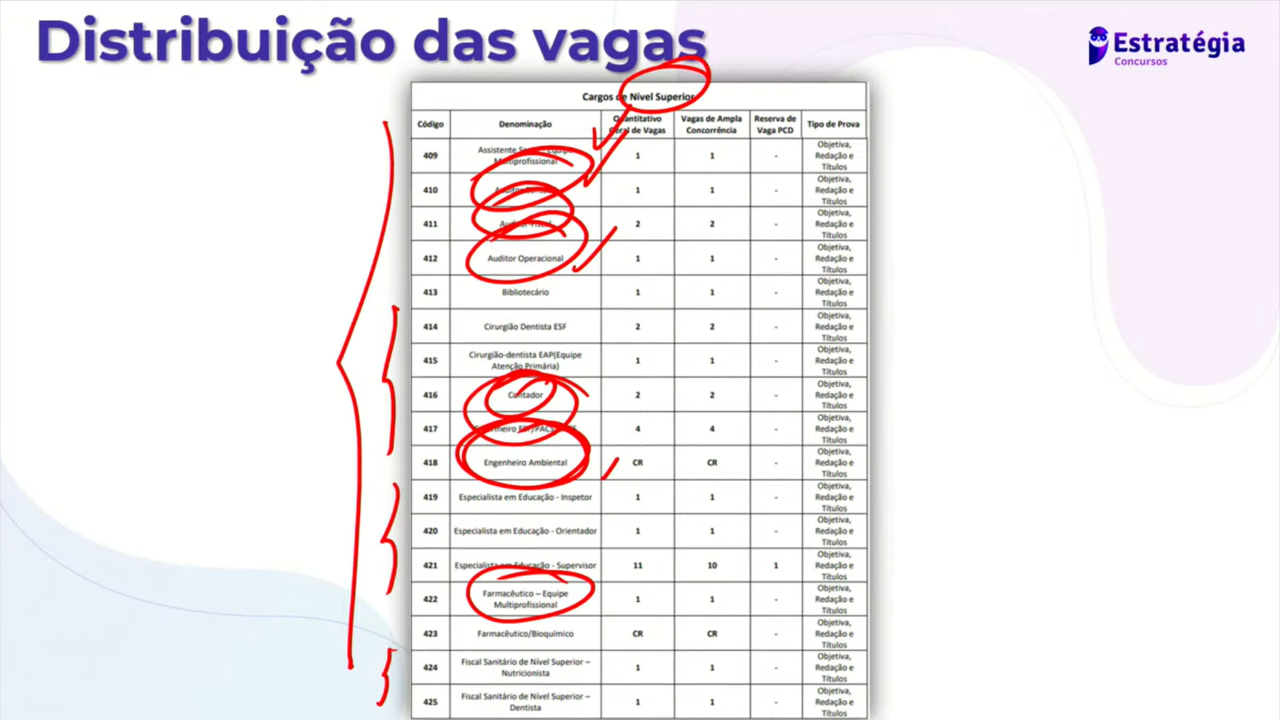 Distribuição das vagas
Estratégia
Concursos
Cargos de Nível Superior
Código Denominação Quantitativo Geral de Vagas Vagas de Ampla Concorrência Reserva de Vaga PCD Tipo de Prova
409 Assistente Equipe Multiprofissional 1 1 - Objetiva, Redação e Títulos
410 Auditor 1 1 - Objetiva, Redação e Títulos
411 Auditor Fiscal 2 2 - Objetiva, Redação e Títulos
412 Auditor Operacional 1 1 - Objetiva, Redação e Títulos
413 Bibliotecário 1 1 - Objetiva, Redação e Títulos
414 Cirurgião Dentista ESF 2 2 - Objetiva, Redação e Títulos
415 Cirurgião-dentista EAP(Equipe Atenção Primária) 1 1 - Objetiva, Redação e Títulos
416 Contador 2 2 - Objetiva, Redação e Títulos
417 4 4 - Objetiva, Redação e Títulos
418 Engenheiro Ambiental CR CR - Objetiva, Redação e Títulos
419 Especialista em Educação - Inspetor 1 1 - Objetiva, Redação e Títulos
420 Especialista em Educação - Orientador 1 1 - Objetiva, Redação e Títulos
421 Especialista em Educação - Supervisor 11 10 1 Objetiva, Redação e Títulos
422 Farmacêutico – Equipe Multiprofissional 1 1 - Objetiva, Redação e Títulos
423 Farmacêutico/Bioquímico CR CR - Objetiva, Redação e Títulos
424 Fiscal Sanitário de Nível Superior – Nutricionista 1 1 - Objetiva, Redação e Títulos
425 Fiscal Sanitário de Nível Superior – Dentista 1 1 - Objetiva, Redação e Títulos